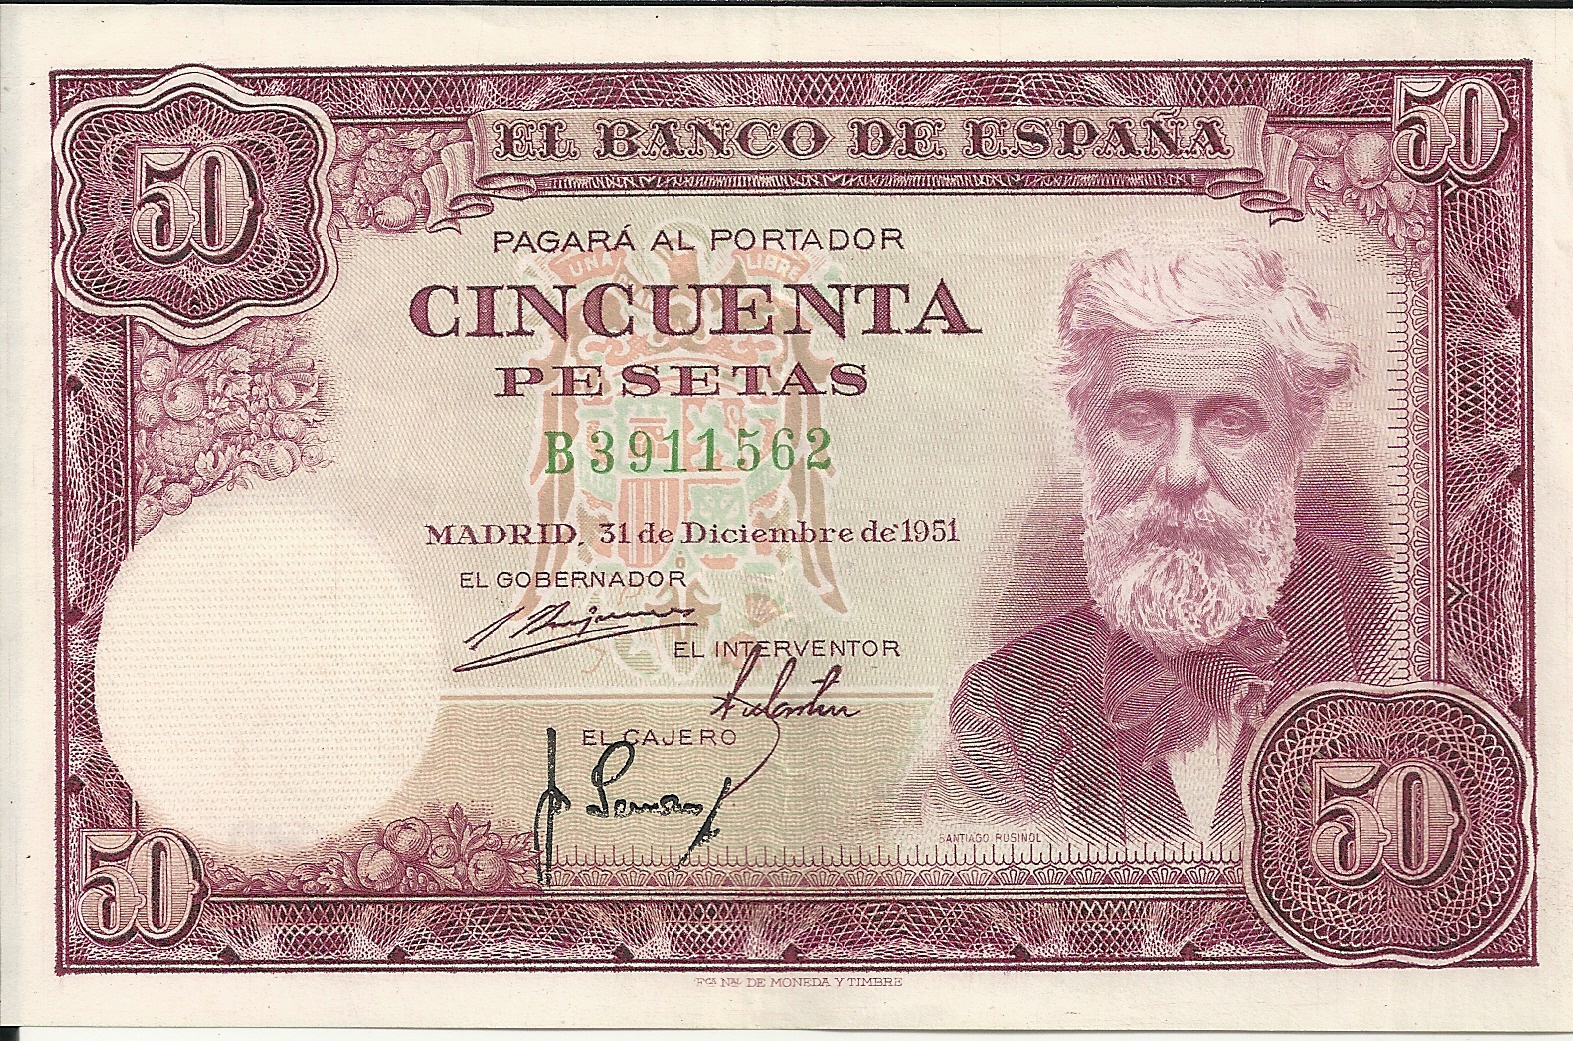 50
50
EL BANCO DE ESPAÑA
PAGARÁ AL PORTADOR
UNA
LIBRE
CINCUENTA
PESETAS
B3911562
MADRID, 31 de Diciembre de 1951
EL GOBERNADOR
EL INTERVENTOR
EL CAJERO
SANTIAGO RUSIÑOL
50
50
Fca. Nal. DE MONEDA Y TIMBRE